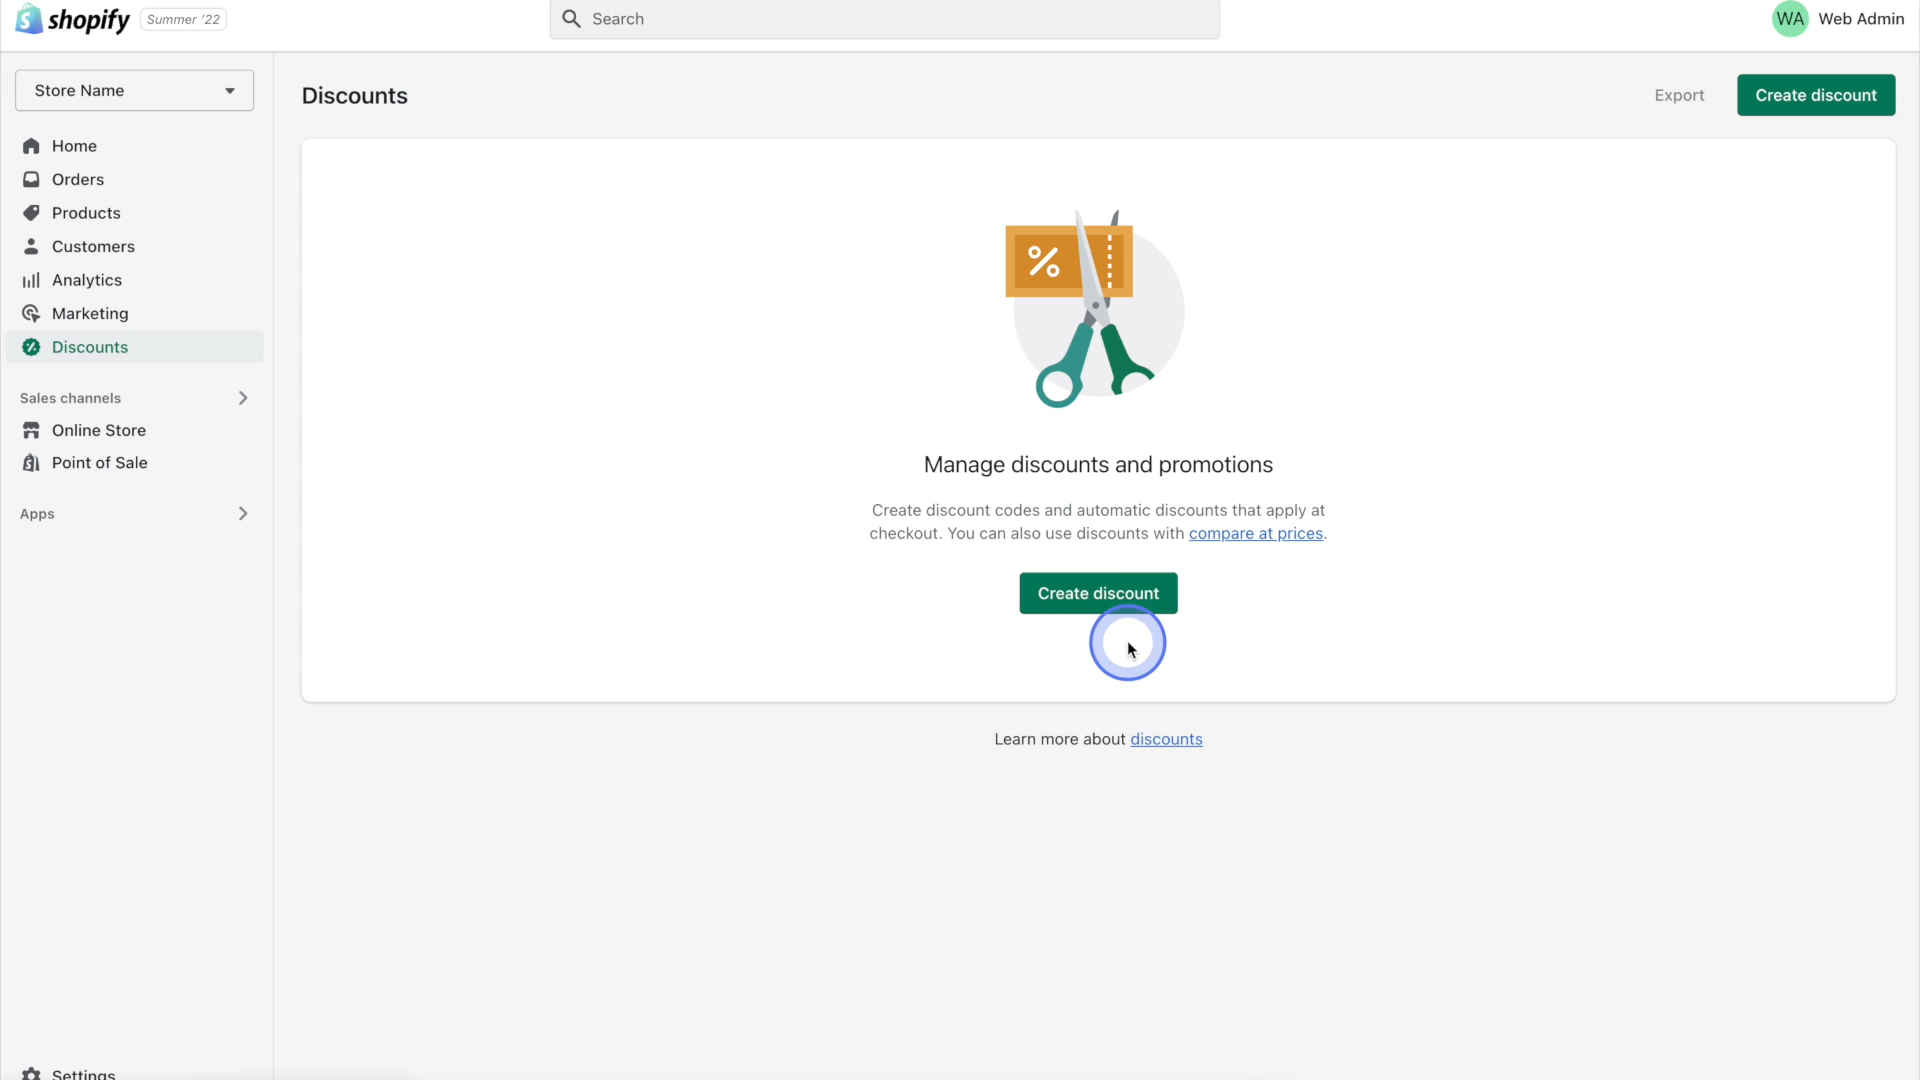 shopify
Summer '22
Search
WA
Web Admin
Store Name
Discounts
Export
Create discount
Home
Orders
Products
Customers
Analytics
Marketing
Discounts
Sales channels
Online Store
Point of Sale
Apps
Settings
%
Manage discounts and promotions
Create discount codes and automatic discounts that apply at
checkout. You can also use discounts with compare at prices.
Create discount
Learn more about discounts